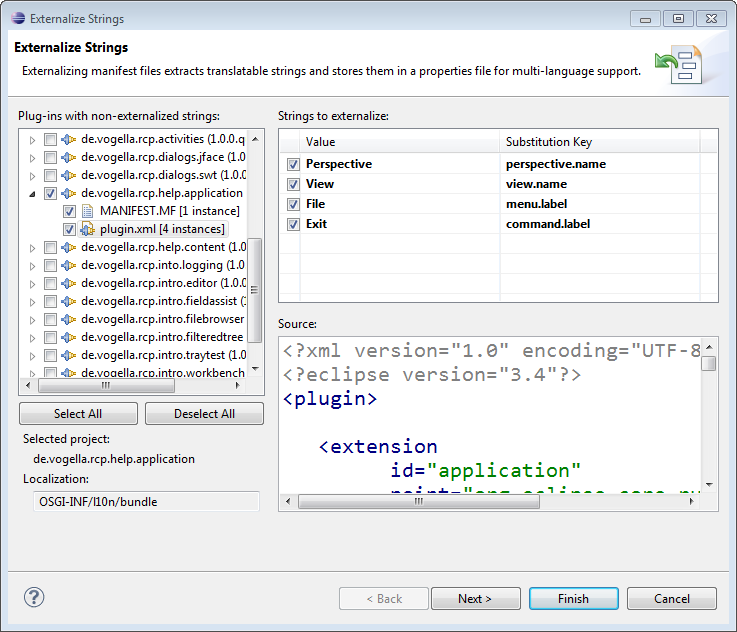 Externalize Strings
Externalize Strings
Externalizing manifest files extracts translatable strings and stores them in a properties file for multi-language support.
Plug-ins with non-externalized strings:
de.vogella.rcp.activities (1.0.0.q
de.vogella.rcp.dialogs.jface (1.0
de.vogella.rcp.dialogs.swt (1.0.0
de.vogella.rcp.help.application
MANIFEST.MF [1 instance]
plugin.xml [4 instances]
de.vogella.rcp.help.content (1.0
de.vogella.rcp.into.logging (1.0
de.vogella.rcp.intro.editor (1.0.0
de.vogella.rcp.intro.fieldassist (1
de.vogella.rcp.intro.filebrowser
de.vogella.rcp.intro.filteredtree
de.vogella.rcp.intro.traytest (1.0
de.vogella.rcp.intro.workbench
Select All
Deselect All
Selected project:
de.vogella.rcp.help.application
Localization:
OSGI-INF/l10n/bundle
Strings to externalize:
Value Substitution Key
Perspective perspective.name
View view.name
File menu.label
Exit command.label
Source:
<?xml version="1.0" encoding="UTF-8
<?eclipse version="3.4"?>
<plugin>
<extension
id="application"
point="org.eclipse.core.ru
< Back
Next >
Finish
Cancel